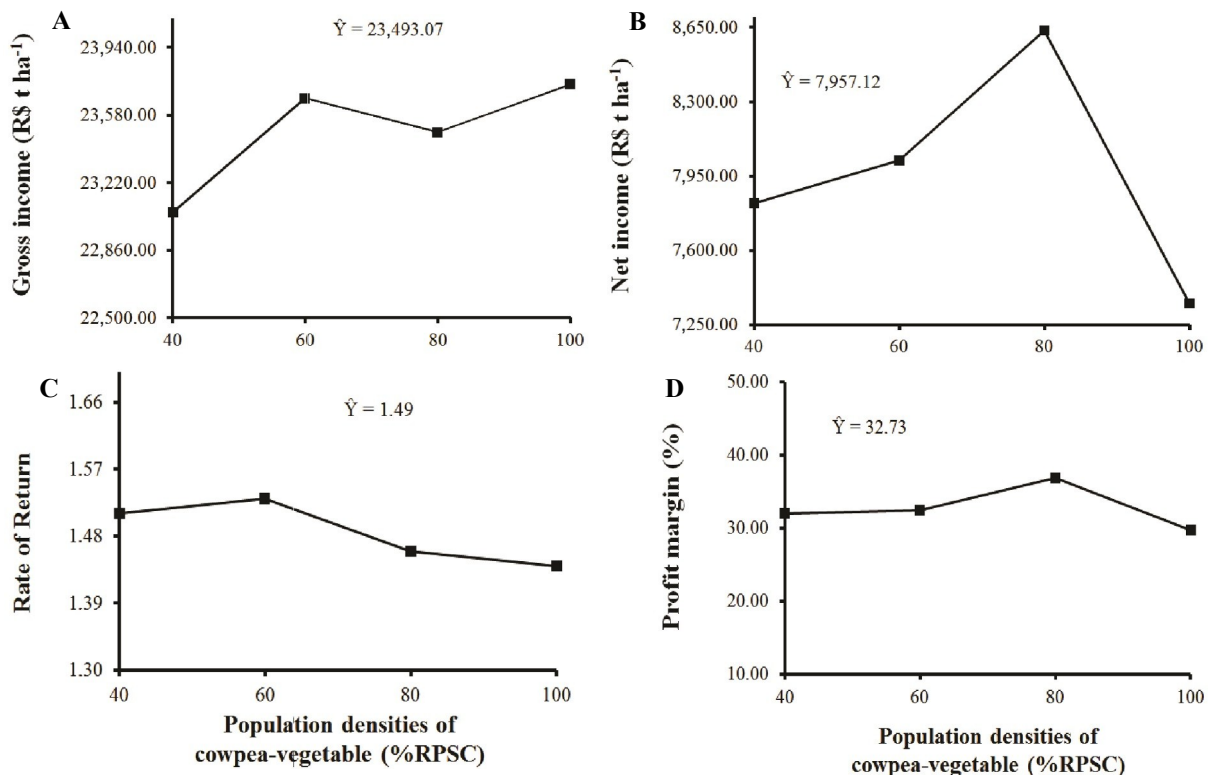 A
Ŷ = 23,493.07
Gross income (R$ t ha⁻¹)
23,940.00
23,580.00
23,220.00
22,860.00
22,500.00
40
60
80
100
B
Ŷ = 7,957.12
Net income (R$ t ha⁻¹)
8,650.00
8,300.00
7,950.00
7,600.00
7,250.00
40
60
80
100
C
Ŷ = 1.49
Rate of Return
1.66
1.57
1.48
1.39
1.30
40
60
80
100
Population densities of
cowpea-vegetable (%RPSC)
D
Ŷ = 32.73
Profit margin (%)
50.00
40.00
30.00
20.00
10.00
40
60
80
100
Population densities of
cowpea-vegetable (%RPSC)